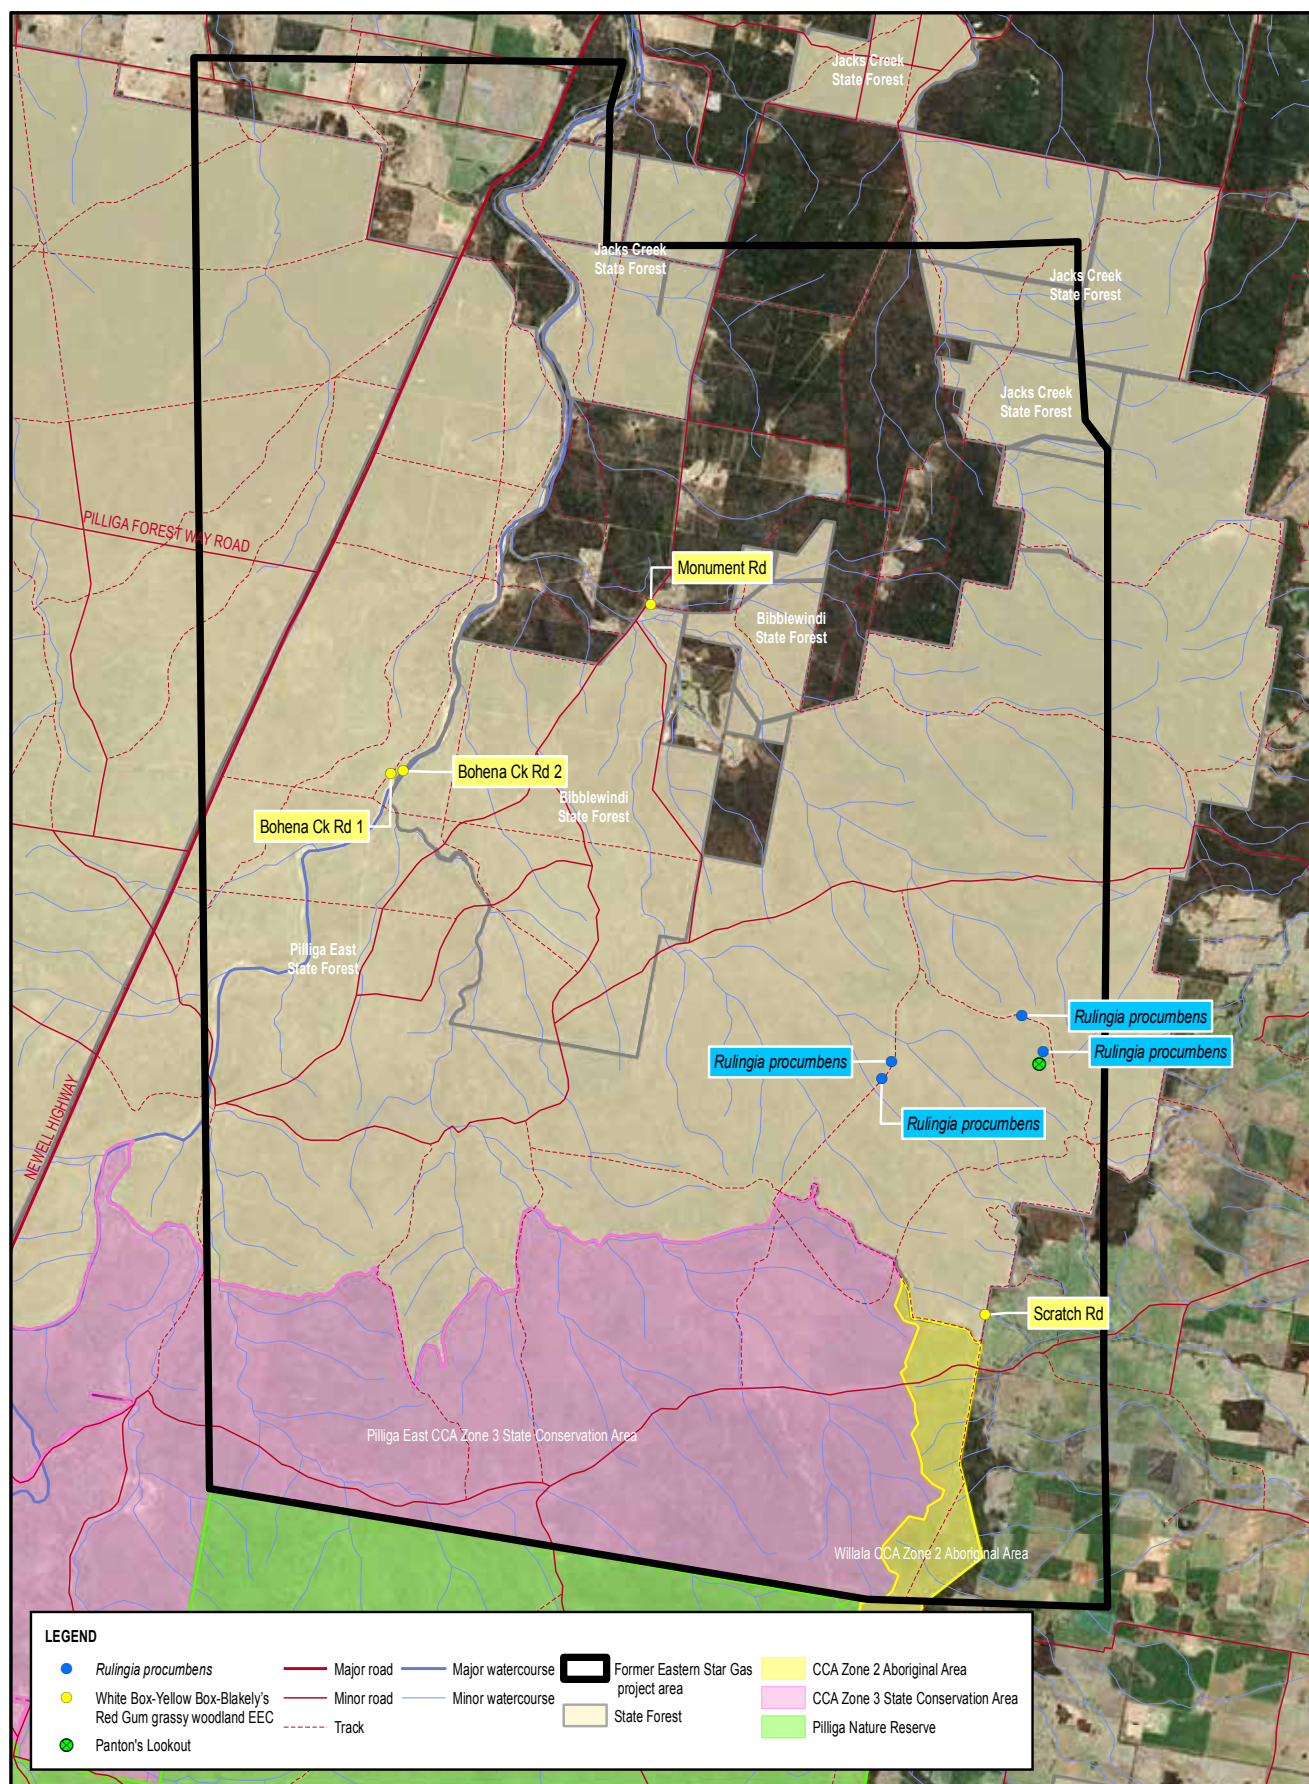 Jacks Creek
State Forest
Jacks Creek
State Forest
Jacks Creek
State Forest
Jacks Creek
State Forest
PILLIGA FOREST WAY ROAD
Monument Rd
Bibblewindi
State Forest
Bohena Ck Rd 2
Bibblewindi
State Forest
Bohena Ck Rd 1
Pilliga East
State Forest
Rulingia procumbens
Rulingia procumbens
Rulingia procumbens
Rulingia procumbens
NEWELL HIGHWAY
Scratch Rd
Pilliga East CCA Zone 3 State Conservation Area
Willala CCA Zone 2 Aboriginal Area
LEGEND
Rulingia procumbens
White Box-Yellow Box-Blakely's
Red Gum grassy woodland EEC
Panton's Lookout
Major road
Minor road
Track
Major watercourse
Minor watercourse
Former Eastern Star Gas
project area
State Forest
CCA Zone 2 Aboriginal Area
CCA Zone 3 State Conservation Area
Pilliga Nature Reserve